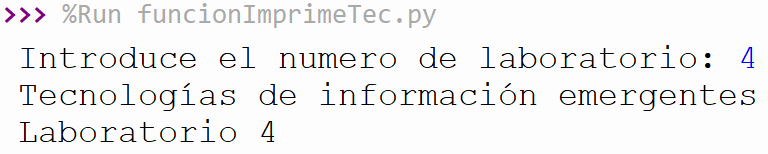 >>> %Run funcionImprimeTec.py
Introduce el numero de laboratorio: 4
Tecnologías de información emergentes
Laboratorio 4